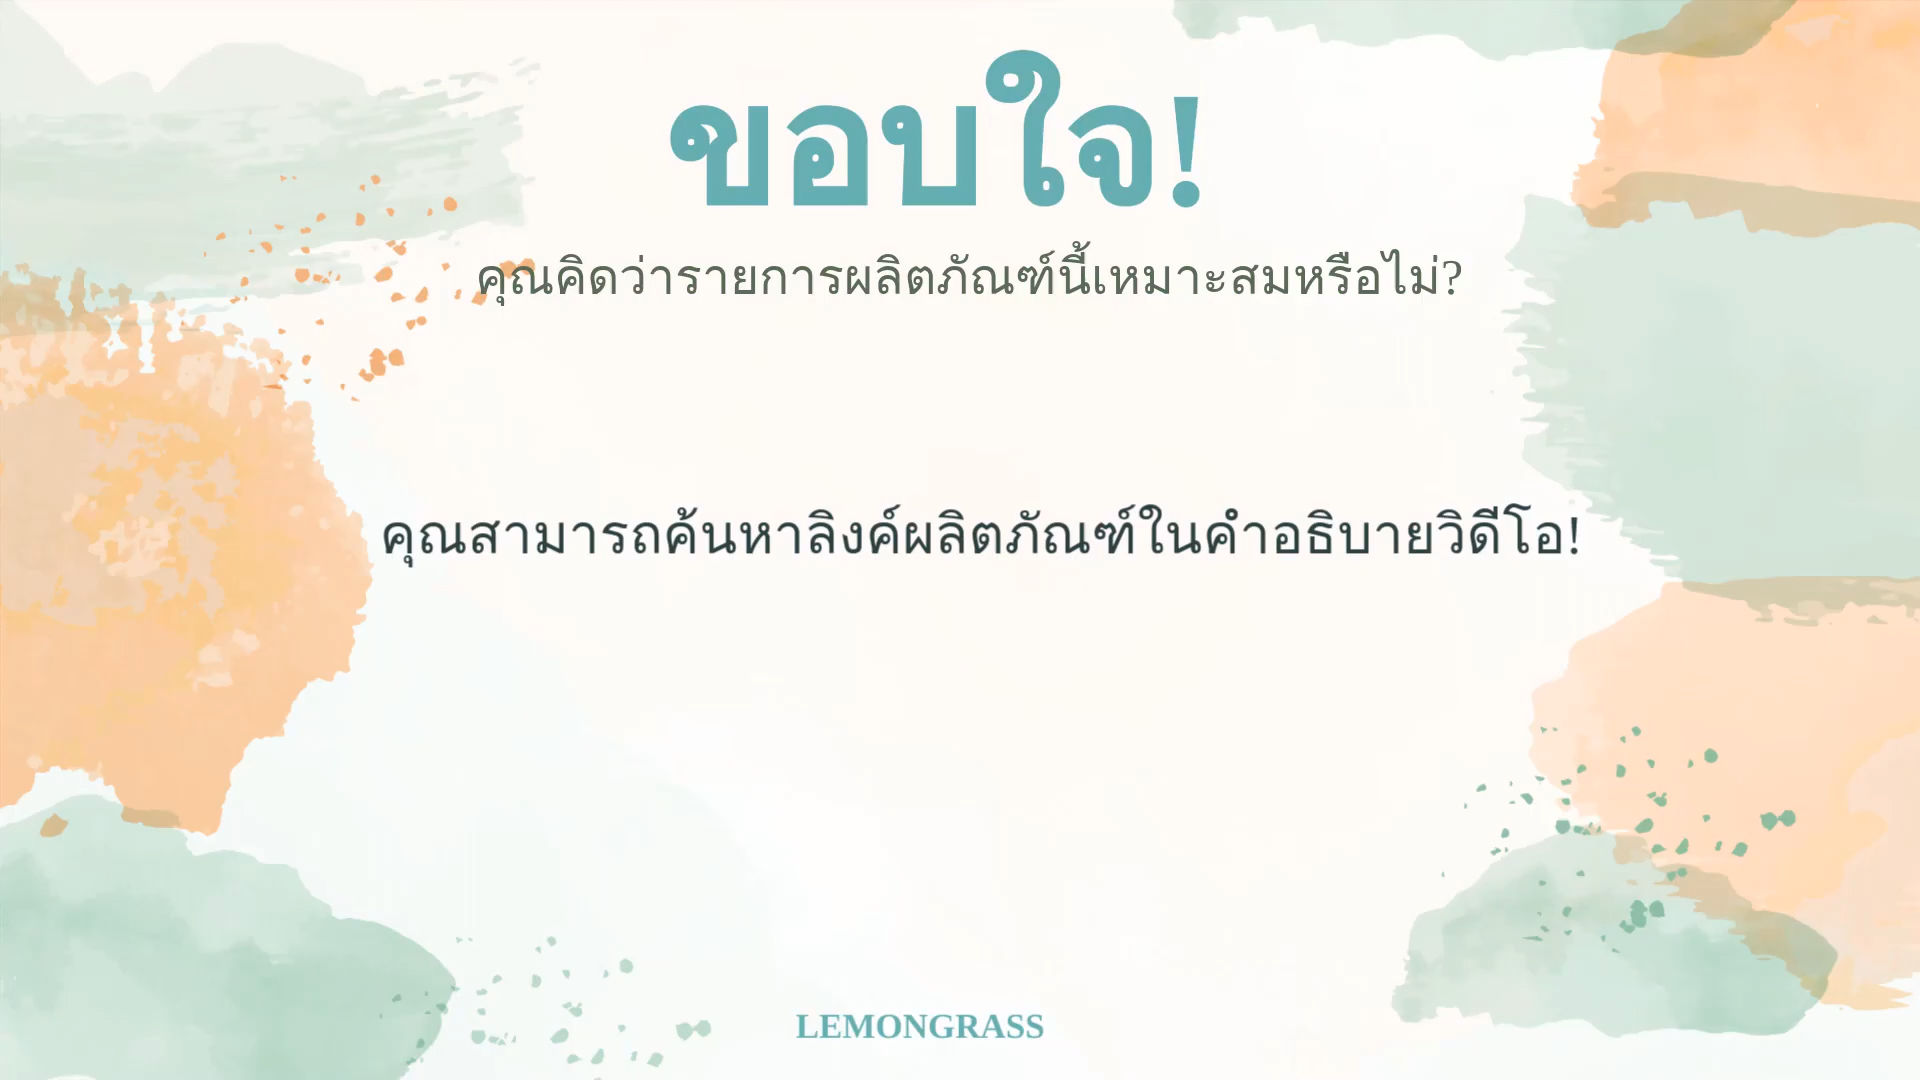 ขอบใจ!
คุณคิดว่ารายการผลิตภัณฑ์นี้เหมาะสมหรือไม่?
คุณสามารถค้นหาลิงค์ผลิตภัณฑ์ในคำอธิบายวิดีโอ!
LEMONGRASS